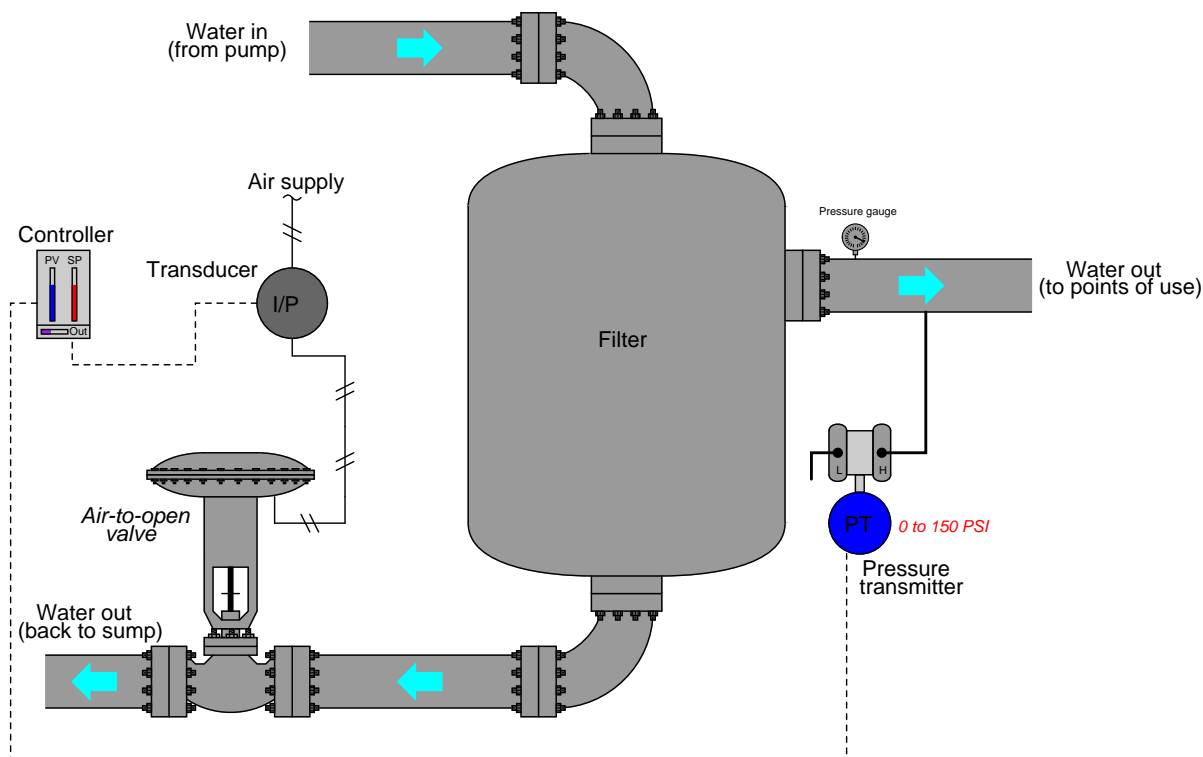 Water in
(from pump)
Air supply
Controller
PV SP
Out
Transducer
I/P
Filter
Pressure gauge
Water out
(to points of use)
L
H
PT
0 to 150 PSI
Pressure
transmitter
Air-to-open
valve
Water out
(back to sump)